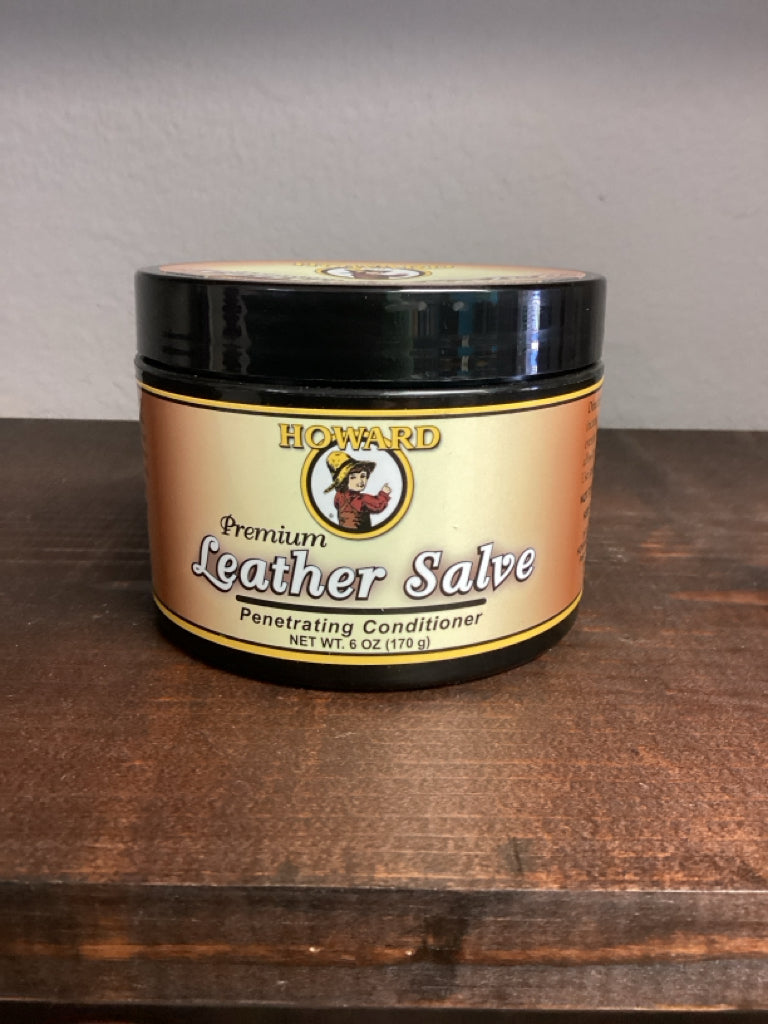 HOWARD
Premium
Leather Salve
Penetrating Conditioner
NET WT. 6 OZ (170 g)